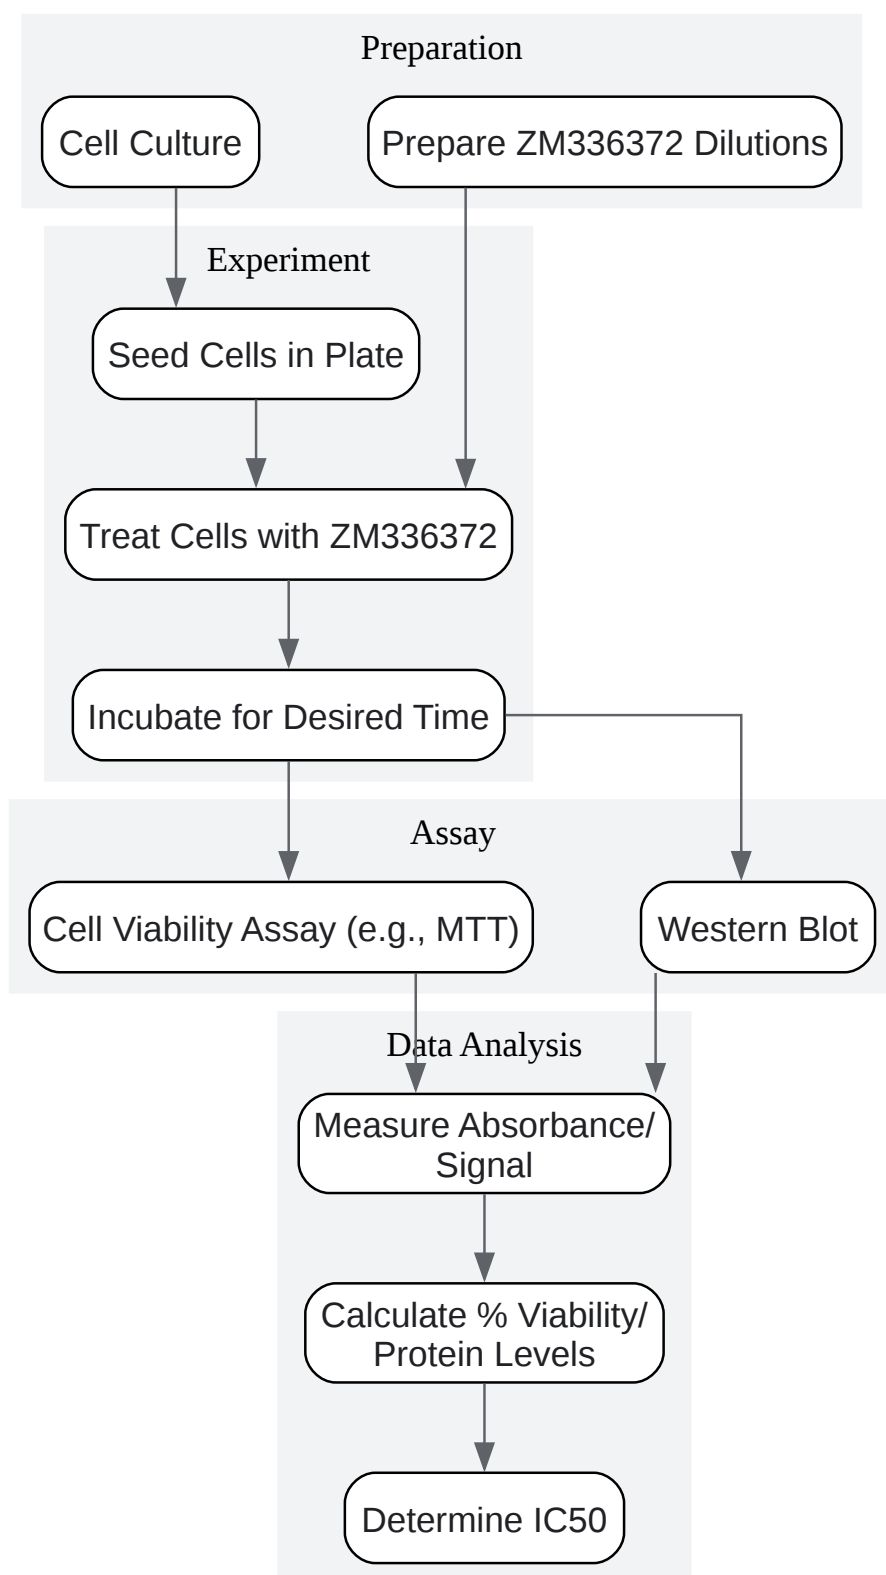 Preparation
Cell Culture
Prepare ZM336372 Dilutions
Experiment
Seed Cells in Plate
Treat Cells with ZM336372
Incubate for Desired Time
Assay
Cell Viability Assay (e.g., MTT)
Western Blot
Data Analysis
Measure Absorbance/
Signal
Calculate % Viability/
Protein Levels
Determine IC50